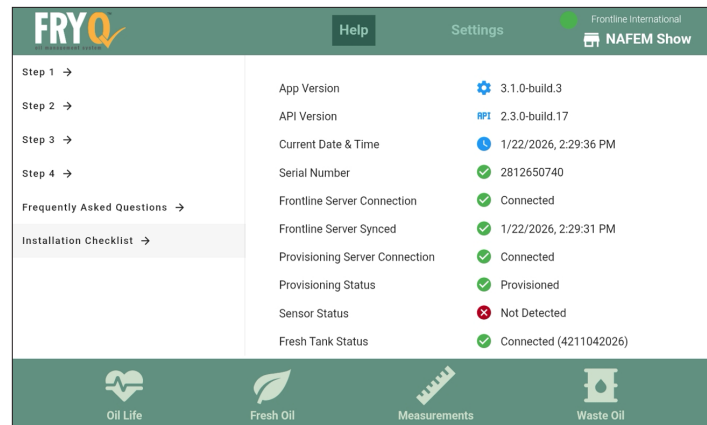 FRYQ
oil management system
Help
Settings
Frontline International
NAFEM Show
Step 1 →
Step 2 →
Step 3 →
Step 4 →
Frequently Asked Questions →
Installation Checklist →
App Version 3.1.0-build.3
API Version API 2.3.0-build.17
Current Date & Time 1/22/2026, 2:29:36 PM
Serial Number 2812650740
Frontline Server Connection Connected
Frontline Server Synced 1/22/2026, 2:29:31 PM
Provisioning Server Connection Connected
Provisioning Status Provisioned
Sensor Status Not Detected
Fresh Tank Status Connected (4211042026)
Oil Life
Fresh Oil
Measurements
Waste Oil